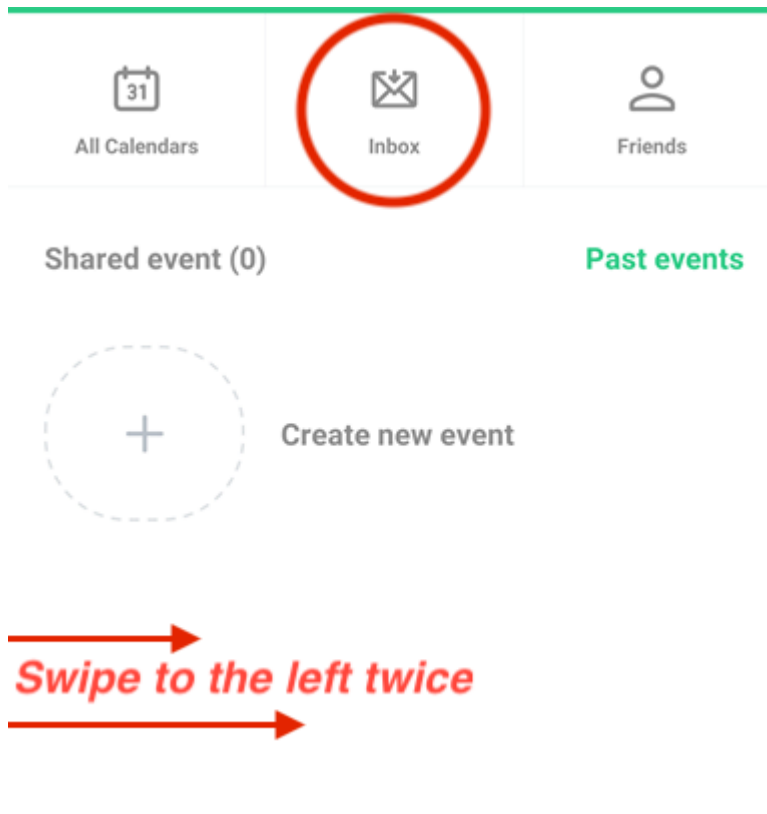 31
All Calendars
Inbox
Friends
Shared event (0)
Past events
Create new event
Swipe to the left twice